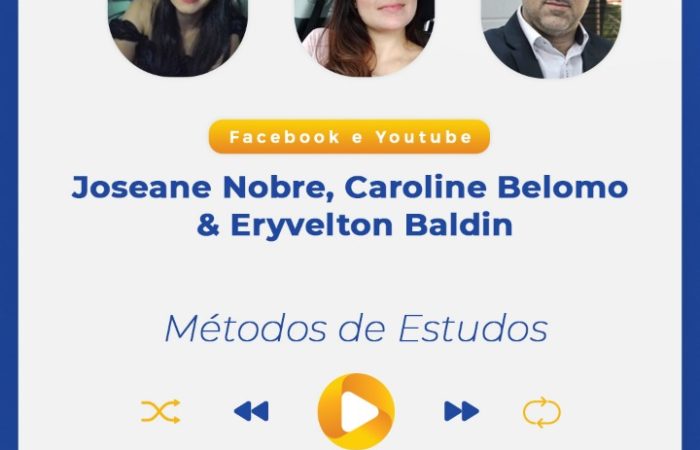 Facebook e Youtube
Joseane Nobre, Caroline Belomo
& Eryvelton Baldin
Métodos de Estudos